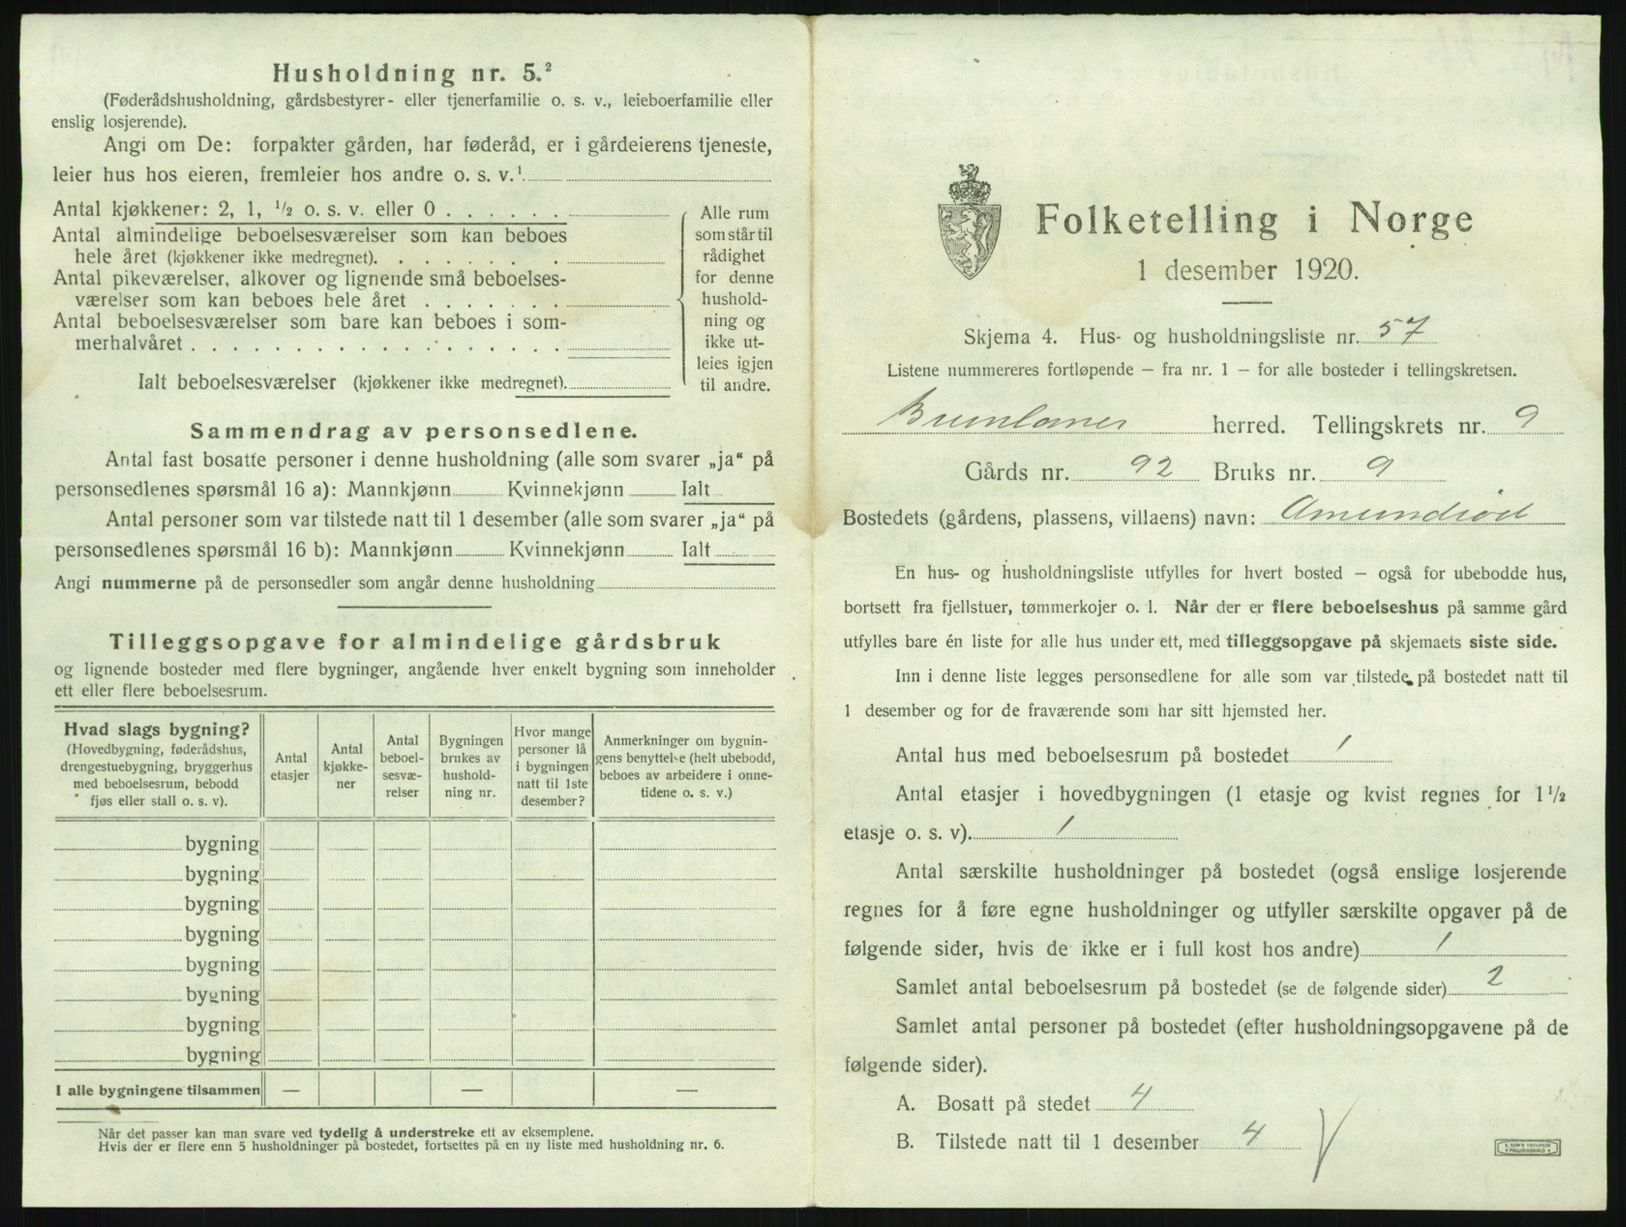 Husholdning nr. 5.²
(Føderådshusholdning, gårdsbestyrer- eller tjenerfamilie o. s. v., leieboerfamilie eller
enslig losjerende).
Angi om De: forpakter gården, har føderåd, er i gårdeierens tjeneste,
leier hus hos eieren, fremleier hos andre o. s. v.¹
Antal kjøkkener: 2, 1, ½ o. s. v. eller 0
Antal almindelige beboelsesværelser som kan beboes
hele året (kjøkkener ikke medregnet).
Antal pikeværelser, alkover og lignende små beboelses-
værelser som kan beboes hele året
Antal beboelsesværelser som bare kan beboes i som-
merhalvåret
Ialt beboelsesværelser (kjøkkener ikke medregnet).
Alle rum
som står til
rådighet
for denne
hushold-
ning og
ikke ut-
leies igjen
til andre.
Sammendrag av personsedlene.
Antal fast bosatte personer i denne husholdning (alle som svarer „ja“ på
personsedlenes spørsmål 16 a): Mannkjønn Kvinnekjønn Ialt
Antal personer som var tilstede natt til 1 desember (alle som svarer „ja“ på
personsedlenes spørsmål 16 b): Mannkjønn Kvinnekjønn Ialt
Angi nummerne på de personsedler som angår denne husholdning
Tilleggsopgave for almindelige gårdsbruk
og lignende bosteder med flere bygninger, angående hver enkelt bygning som inneholder
ett eller flere beboelsesrum.
Hvad slags bygning?
(Hovedbygning, føderådshus,
drengestuebygning, bryggerhus
med beboelsesrum, bebodd
fjøs eller stall o. s. v).
Antal
etasjer
Antal
kjøkke-
ner
Antal
beboel-
sesvæ-
relser
Bygningen
brukes av
hushold-
ning nr.
Hvor mange
personer lå
i bygningen
natt til 1ste
desember?
Anmerkninger om bygnin-
gens benyttelse (helt ubebodd,
beboes av arbeidere i onne-
tidene o. s. v.)
bygning
bygning
bygning
bygning
bygning
bygning
bygning
bygning
I alle bygningene tilsammen — — —
Når det passer kan man svare ved tydelig å understreke ett av eksemplene.
Hvis der er flere enn 5 husholdninger på bostedet, fortsettes på en ny liste med husholdning nr. 6.
Folketelling i Norge
1 desember 1920.
Skjema 4. Hus- og husholdningsliste nr. 57
Listene nummereres fortløpende — fra nr. 1 — for alle bosteder i tellingskretsen.
Brunlanes herred. Tellingskrets nr. 9
Gårds nr. 92 Bruks nr. 9
Bostedets (gårdens, plassens, villaens) navn: Amundrød
En hus- og husholdningsliste utfylles for hvert bosted — også for ubebodde hus,
bortsett fra fjellstuer, tømmerkojer o. l. Når der er flere beboelseshus på samme gård
utfylles bare én liste for alle hus under ett, med tilleggsopgave på skjemaets siste side.
Inn i denne liste legges personsedlene for alle som var tilstede på bostedet natt til
1 desember og for de fraværende som har sitt hjemsted her.
Antal hus med beboelsesrum på bostedet 1
Antal etasjer i hovedbygningen (1 etasje og kvist regnes for 1½
etasje o. s. v). 1
Antal særskilte husholdninger på bostedet (også enslige losjerende
regnes for å føre egne husholdninger og utfyller særskilte opgaver på de
følgende sider, hvis de ikke er i full kost hos andre) 1
Samlet antal beboelsesrum på bostedet (se de følgende sider) 2
Samlet antal personer på bostedet (efter husholdningsopgavene på de
følgende sider).
A. Bosatt på stedet 4
B. Tilstede natt til 1 desember 4